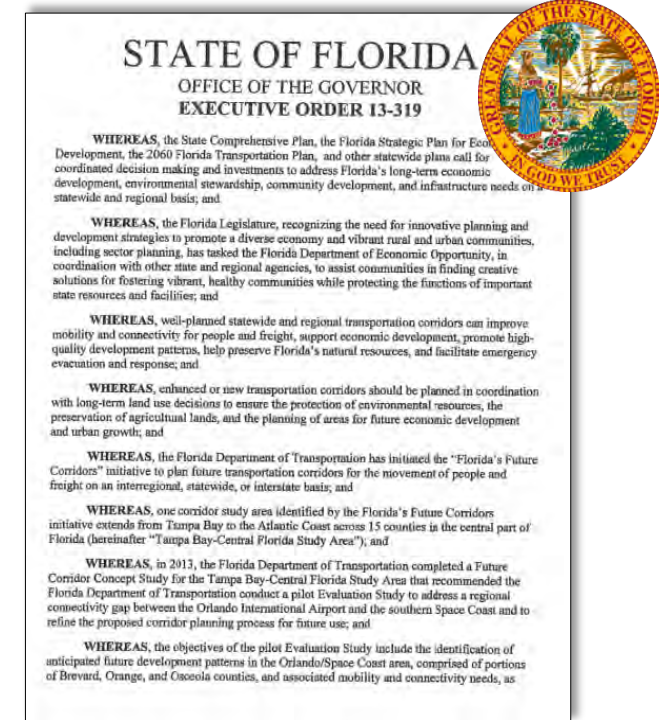 STATE OF FLORIDA
OFFICE OF THE GOVERNOR
EXECUTIVE ORDER 13-319
GREAT SEAL OF THE STATE OF FLORIDA
IN GOD WE TRUST
WHEREAS, the State Comprehensive Plan, the Florida Strategic Plan for
Development, the 2060 Florida Transportation Plan, and other statewide plans call for
coordinated decision making and investments to address Florida's long-term economic
development, environmental stewardship, community development, and infrastructure needs on a
statewide and regional basis; and
WHEREAS, the Florida Legislature, recognizing the need for innovative planning and
development strategies to promote a diverse economy and vibrant rural and urban communities,
including sector planning, has tasked the Florida Department of Economic Opportunity, in
coordination with other state and regional agencies, to assist communities in finding creative
solutions for fostering vibrant, healthy communities while protecting the functions of important
state resources and facilities; and
WHEREAS, well-planned statewide and regional transportation corridors can improve
mobility and connectivity for people and freight, support economic development, promote high-
quality development patterns, help preserve Florida's natural resources, and facilitate emergency
evacuation and response; and
WHEREAS, enhanced or new transportation corridors should be planned in coordination
with long-term land use decisions to ensure the protection of environmental resources, the
preservation of agricultural lands, and the planning of areas for future economic development
and urban growth; and
WHEREAS, the Florida Department of Transportation has initiated the "Florida's Future
Corridors" initiative to plan future transportation corridors for the movement of people and
freight on an interregional, statewide, or interstate basis; and
WHEREAS, one corridor study area identified by the Florida's Future Corridors
initiative extends from Tampa Bay to the Atlantic Coast across 15 counties in the central part of
Florida (hereinafter "Tampa Bay-Central Florida Study Area"); and
WHEREAS, in 2013, the Florida Department of Transportation completed a Future
Corridor Concept Study for the Tampa Bay-Central Florida Study Area that recommended the
Florida Department of Transportation conduct a pilot Evaluation Study to address a regional
connectivity gap between the Orlando International Airport and the southern Space Coast and to
refine the proposed corridor planning process for future use; and
WHEREAS, the objectives of the pilot Evaluation Study include the identification of
anticipated future development patterns in the Orlando/Space Coast area, comprised of portions
of Brevard, Orange, and Osceola counties, and associated mobility and connectivity needs, as